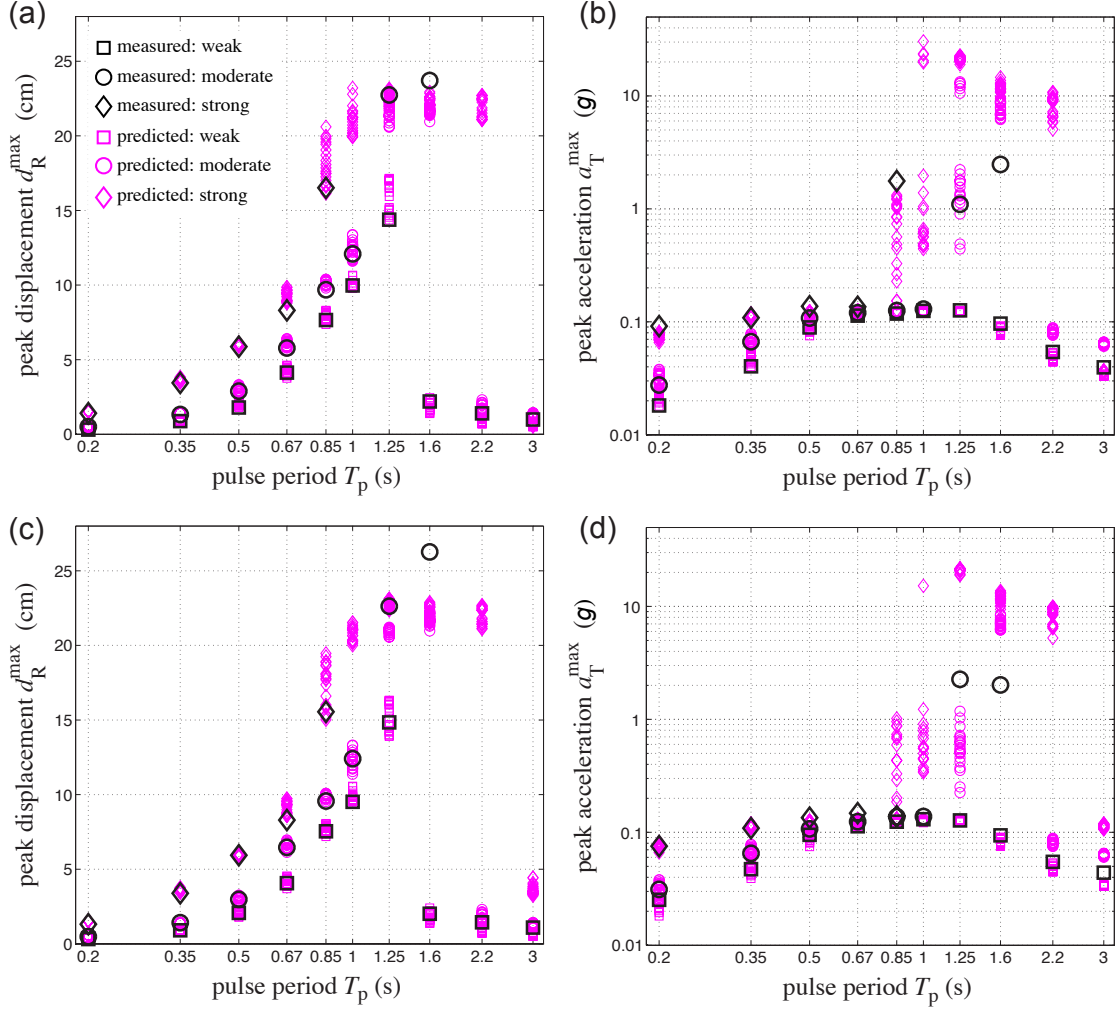 (a)
peak displacement d_R^max (cm)
25
20
15
10
5
0
measured: weak
measured: moderate
measured: strong
predicted: weak
predicted: moderate
predicted: strong
0.2 0.35 0.5 0.67 0.85 1 1.25 1.6 2.2 3
pulse period T_p (s)
(b)
peak acceleration a_T^max (g)
10
1
0.1
0.01
0.2 0.35 0.5 0.67 0.85 1 1.25 1.6 2.2 3
pulse period T_p (s)
(c)
peak displacement d_R^max (cm)
25
20
15
10
5
0
0.2 0.35 0.5 0.67 0.85 1 1.25 1.6 2.2 3
pulse period T_p (s)
(d)
peak acceleration a_T^max (g)
10
1
0.1
0.01
0.2 0.35 0.5 0.67 0.85 1 1.25 1.6 2.2 3
pulse period T_p (s)